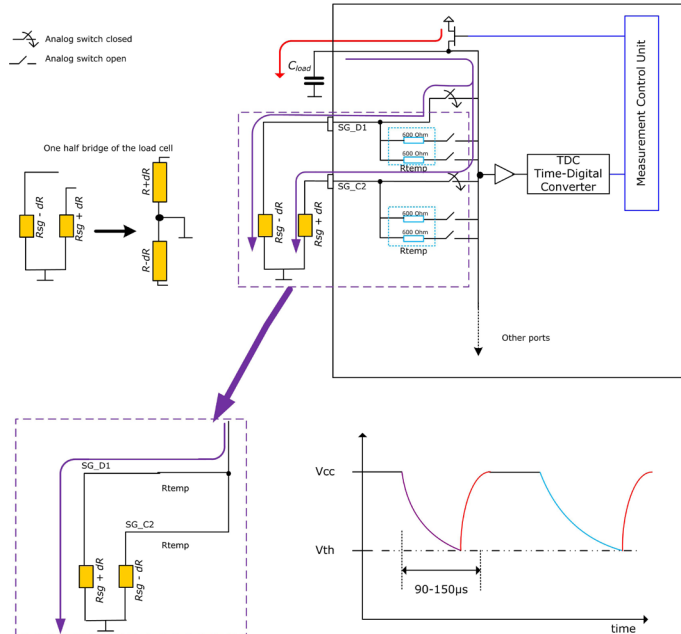 Analog switch closed
Analog switch open
Cload
Measurement Control Unit
SG_D1
600 Ohm
600 Ohm
Rtemp
One half bridge of the load cell
R+dR
TDC
Time-Digital
Converter
SG_C2
Rsg - dR
Rsg + dR
Rsg - dR
Rsg + dR
600 Ohm
600 Ohm
Rtemp
R-dR
Other ports
SG_D1
Rtemp
SG_C2
Rtemp
Rsg + dR
Rsg - dR
Vcc
Vth
90-150µs
time